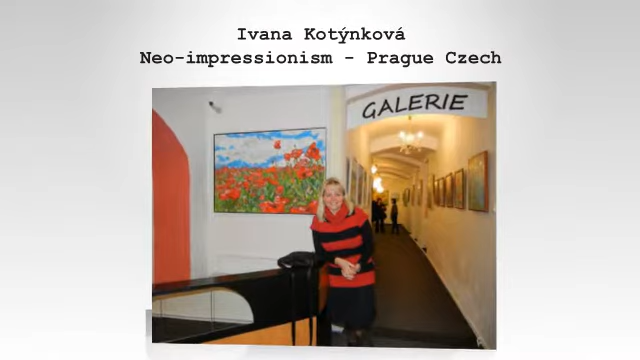 Ivana Kotýnková
Neo-impressionism - Prague Czech
GALERIE